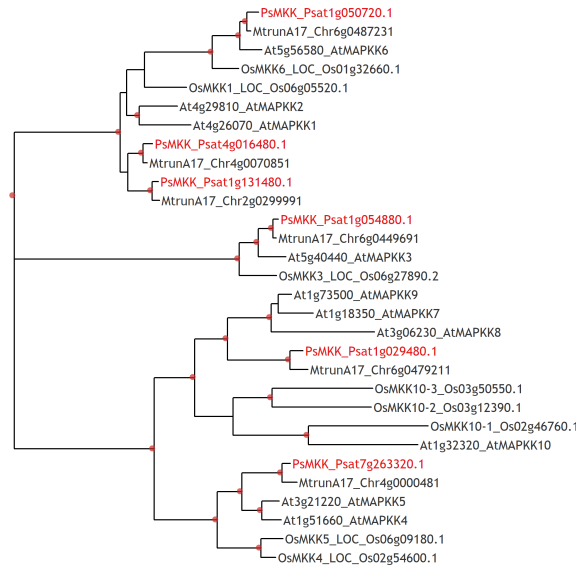 PsMKK_Psat1g050720.1
MtrunA17_Chr6g0487231
At5g56580_AtMAPKK6
OsMKK6_LOC_Os01g32660.1
OsMKK1_LOC_Os06g05520.1
At4g29810_AtMAPKK2
At4g26070_AtMAPKK1
PsMKK_Psat4g016480.1
MtrunA17_Chr4g0070851
PsMKK_Psat1g131480.1
MtrunA17_Chr2g0299991
PsMKK_Psat1g054880.1
MtrunA17_Chr6g0449691
At5g40440_AtMAPKK3
OsMKK3_LOC_Os06g27890.2
At1g73500_AtMAPKK9
At1g18350_AtMAPKK7
At3g06230_AtMAPKK8
PsMKK_Psat1g029480.1
MtrunA17_Chr6g0479211
OsMKK10-3_Os03g50550.1
OsMKK10-2_Os03g12390.1
OsMKK10-1_Os02g46760.1
At1g32320_AtMAPKK10
PsMKK_Psat7g263320.1
MtrunA17_Chr4g0000481
At3g21220_AtMAPKK5
At1g51660_AtMAPKK4
OsMKK5_LOC_Os06g09180.1
OsMKK4_LOC_Os02g54600.1